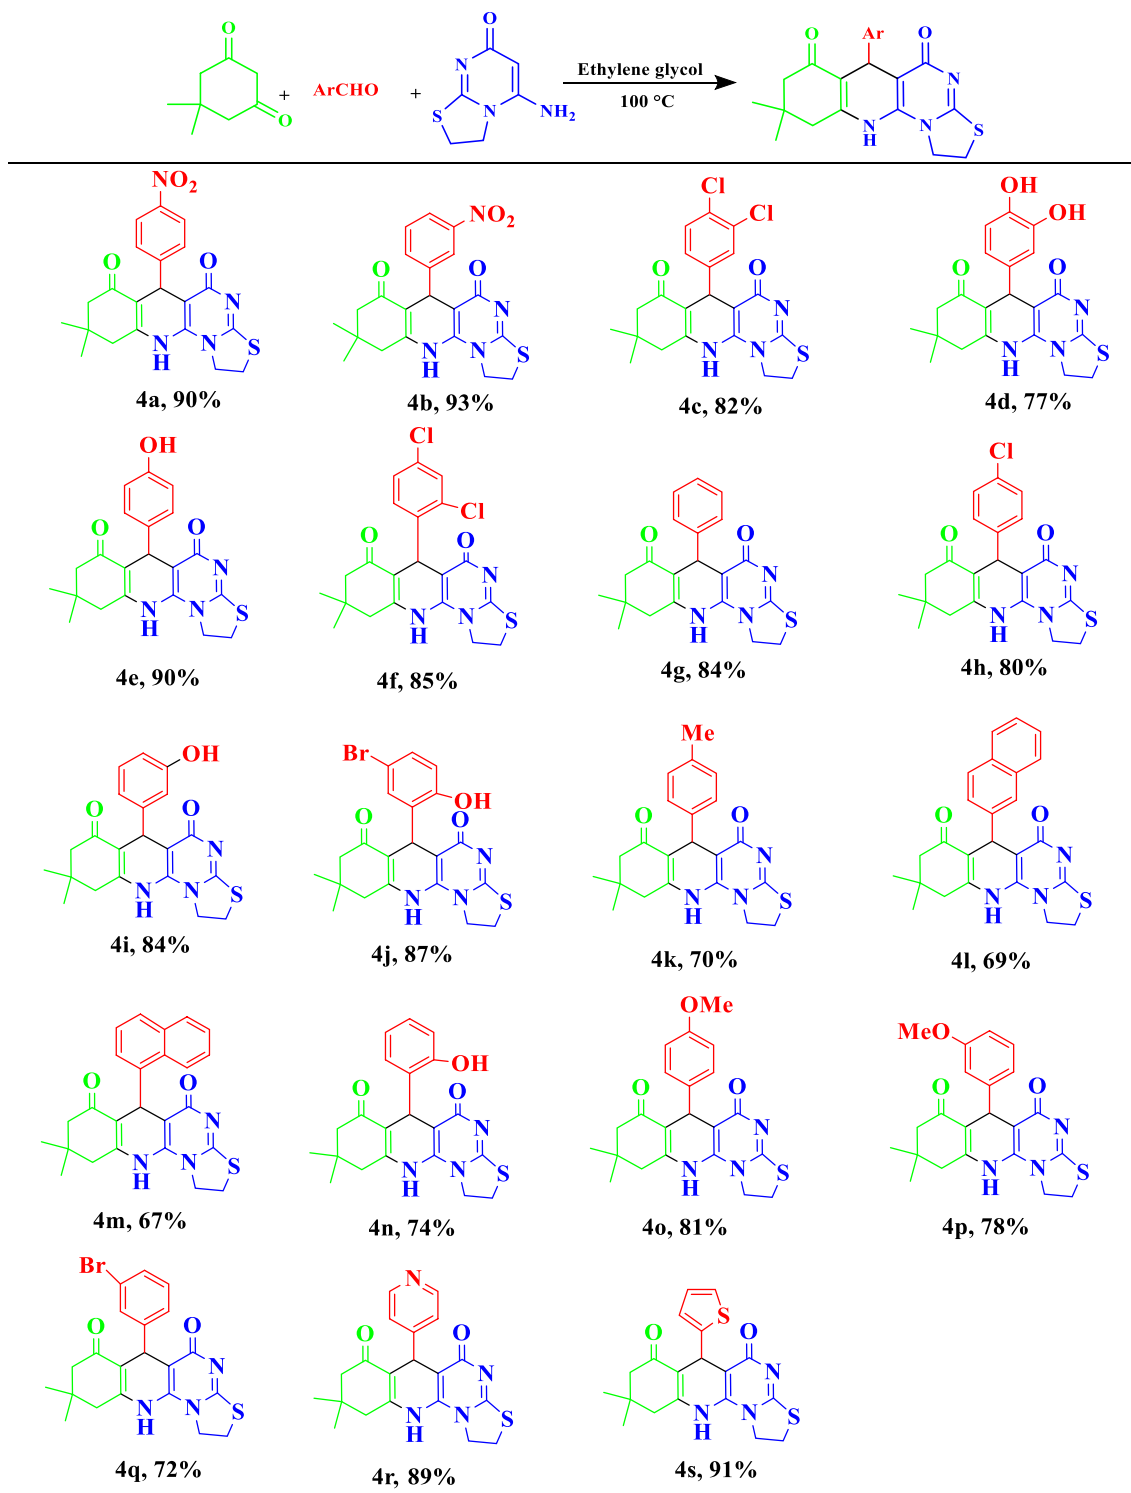 O
O
+
ArCHO
+
O
N
N
S
NH2
Ethylene glycol
100 °C
O
Ar
O
N
N
H
N
S
NO2
O
O
N
N
H
N
S
4a, 90%
NO2
O
O
N
N
H
N
S
4b, 93%
Cl
Cl
O
O
N
N
H
N
S
4c, 82%
OH
OH
O
O
N
N
H
N
S
4d, 77%
OH
O
O
N
N
H
N
S
4e, 90%
Cl
Cl
O
O
N
N
H
N
S
4f, 85%
O
O
N
N
H
N
S
4g, 84%
Cl
O
O
N
N
H
N
S
4h, 80%
OH
O
O
N
N
H
N
S
4i, 84%
Br
OH
O
O
N
N
H
N
S
4j, 87%
Me
O
O
N
N
H
N
S
4k, 70%
O
O
N
N
H
N
S
4l, 69%
O
O
N
N
H
N
S
4m, 67%
OH
O
O
N
N
H
N
S
4n, 74%
OMe
O
O
N
N
H
N
S
4o, 81%
MeO
O
O
N
N
H
N
S
4p, 78%
Br
O
O
N
N
H
N
S
4q, 72%
N
O
O
N
N
H
N
S
4r, 89%
S
O
O
N
N
H
N
S
4s, 91%